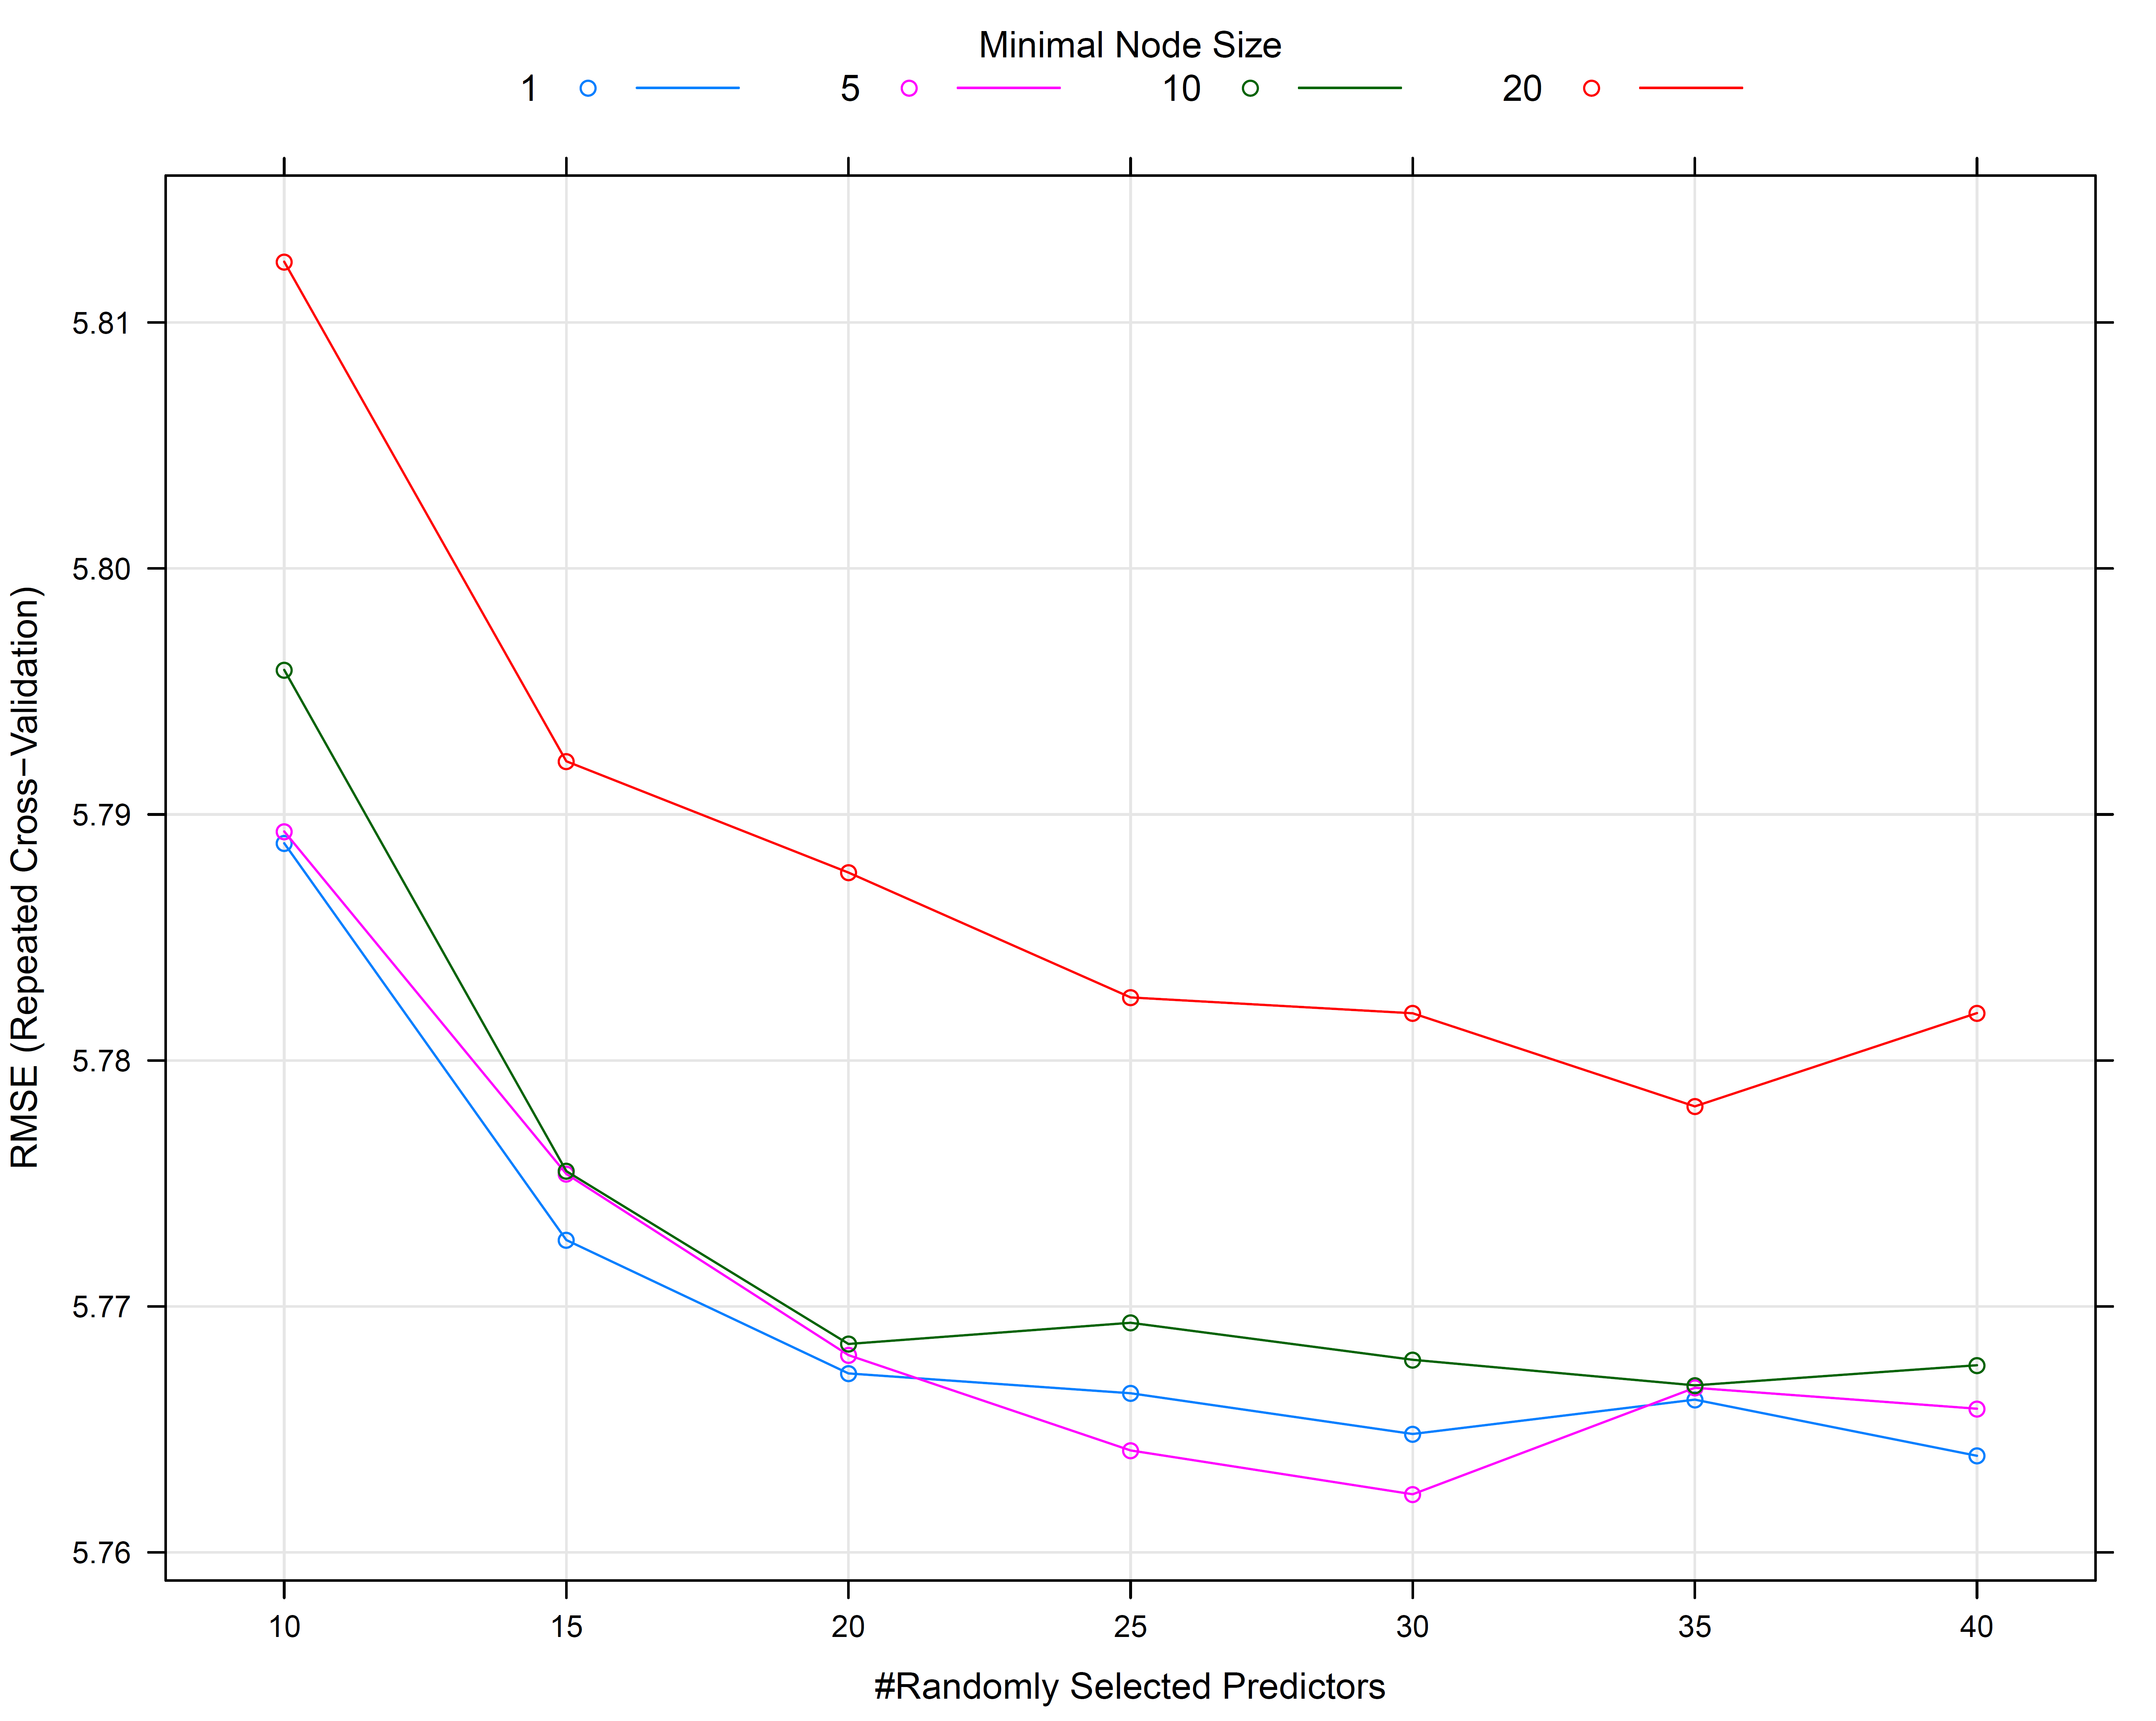 Minimal Node Size
1 5 10 20
5.81
5.80
5.79
5.78
5.77
5.76
RMSE (Repeated Cross−Validation)
10 15 20 25 30 35 40
#Randomly Selected Predictors